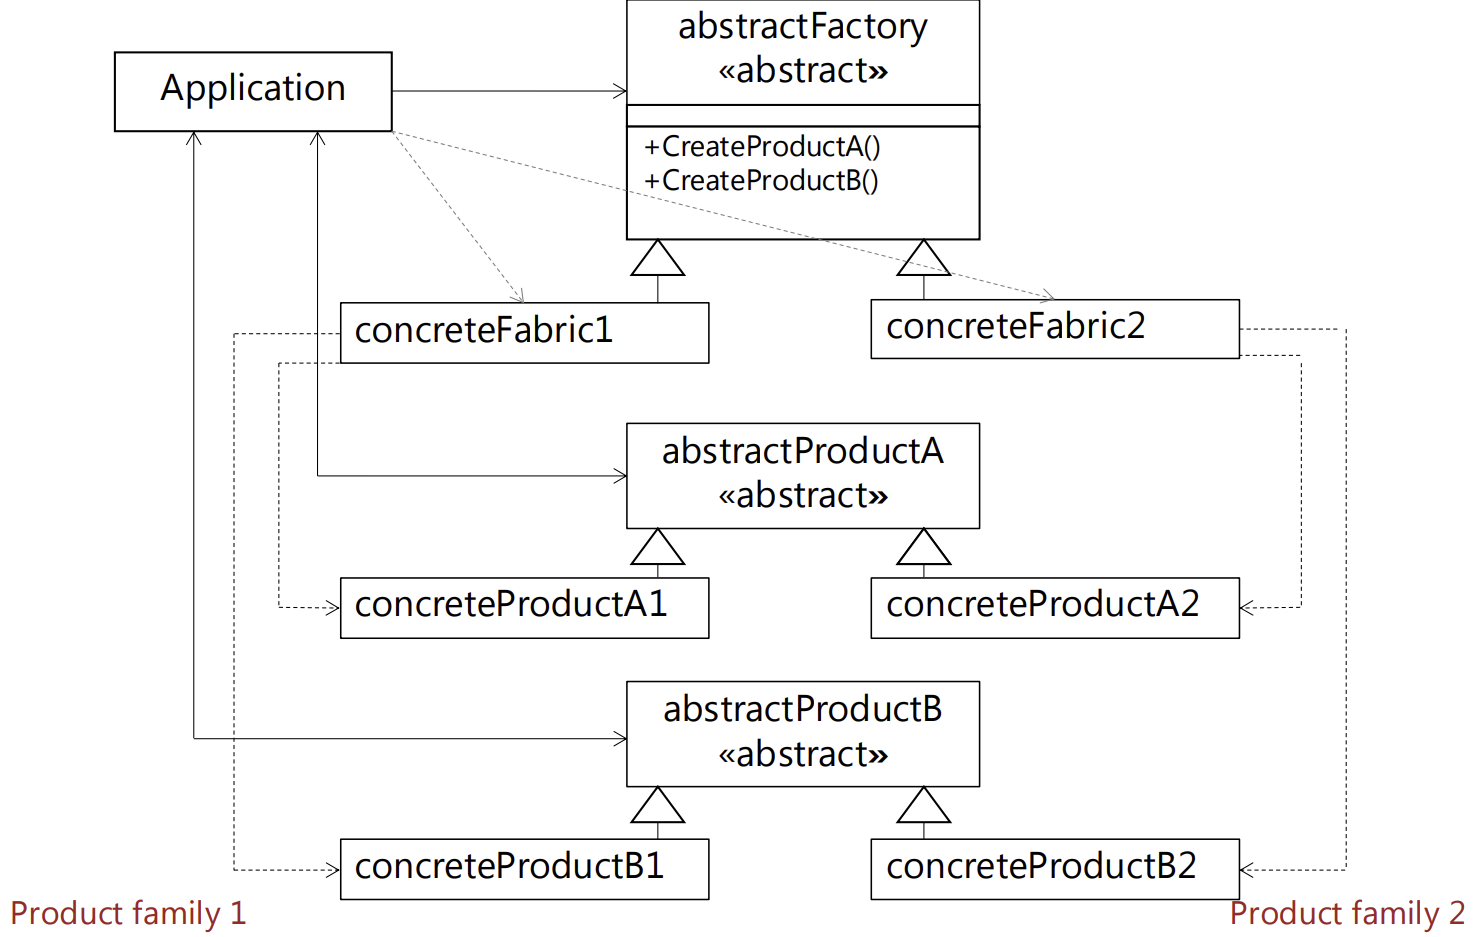 abstractFactory
«abstract»
Application
+CreateProductA()
+CreateProductB()
concreteFabric1
concreteFabric2
abstractProductA
«abstract»
concreteProductA1
concreteProductA2
abstractProductB
«abstract»
concreteProductB1
concreteProductB2
Product family 1
Product family 2